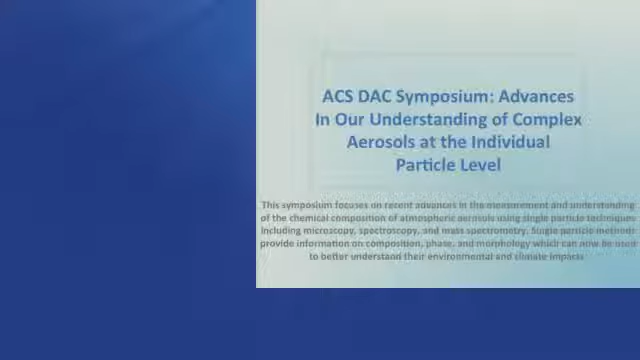 ACS DAC Symposium: Advances
In Our Understanding of Complex
Aerosols at the Individual
Particle Level
This symposium focuses on recent advances in the measurement and understanding
of the chemical composition of atmospheric aerosols using single particle techniques
including microscopy, spectroscopy, and mass spectrometry. Single particle methods
provide information on composition, phase, and morphology which can now be used
to better understand their environmental and climate impacts